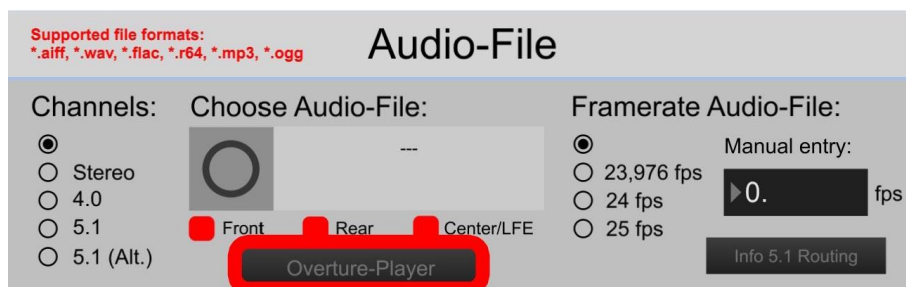 Supported file formats:
*.aiff, *.wav, *.flac, *.r64, *.mp3, *.ogg
Audio-File
Channels:
Stereo
4.0
5.1
5.1 (Alt.)
Choose Audio-File:
---
Front
Rear
Center/LFE
Overture-Player
Framerate Audio-File:
23,976 fps
24 fps
25 fps
Manual entry:
0.
fps
Info 5.1 Routing